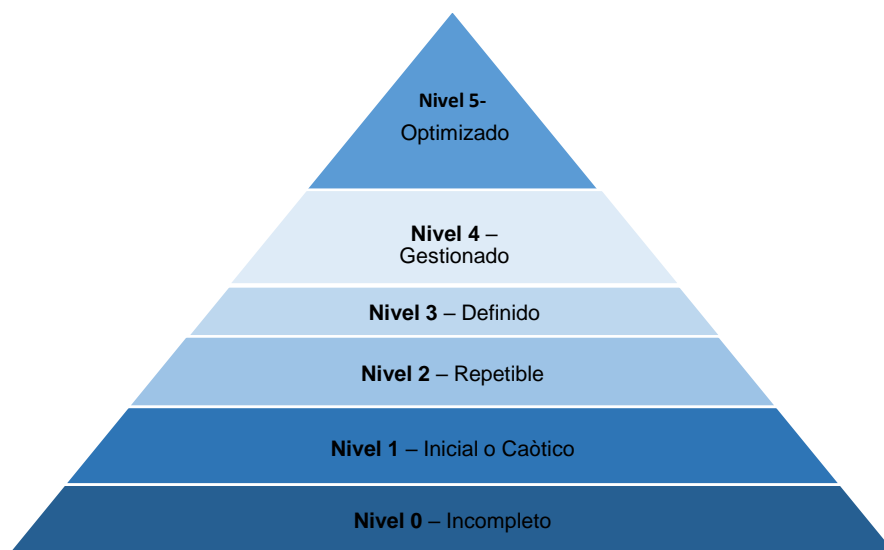 Nivel 5-
Optimizado
Nivel 4 –
Gestionado
Nivel 3 – Definido
Nivel 2 – Repetible
Nivel 1 – Inicial o Caòtico
Nivel 0 – Incompleto